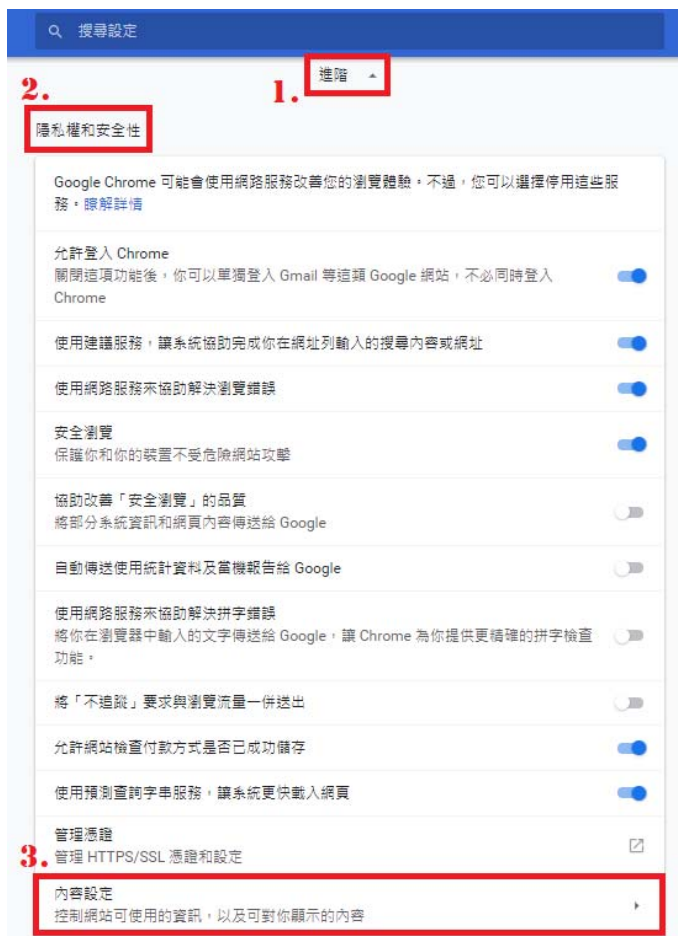 搜尋設定
1.
進階
2.
隱私權和安全性
Google Chrome 可能會使用網路服務改善您的瀏覽體驗。不過，您可以選擇停用這些服
務。瞭解詳情
允許登入 Chrome
關閉這項功能後，你可以單獨登入 Gmail 等這類 Google 網站，不必同時登入
Chrome
使用建議服務，讓系統協助完成你在網址列輸入的搜尋內容或網址
使用網路服務來協助解決瀏覽錯誤
安全瀏覽
保護你和你的裝置不受危險網站攻擊
協助改善「安全瀏覽」的品質
將部分系統資訊和網頁內容傳送給 Google
自動傳送使用統計資料及當機報告給 Google
使用網路服務來協助解決拼字錯誤
將你在瀏覽器中輸入的文字傳送給 Google，讓 Chrome 為你提供更精確的拼字檢查
功能。
將「不追蹤」要求與瀏覽流量一併送出
允許網站檢查付款方式是否已成功儲存
使用預測查詢字串服務，讓系統更快載入網頁
管理憑證
管理 HTTPS/SSL 憑證和設定
3.
內容設定
控制網站可使用的資訊，以及可對你顯示的內容